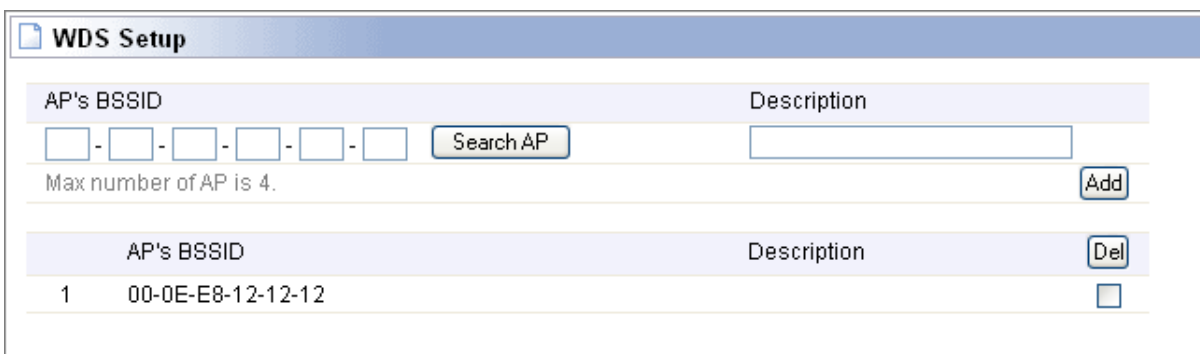 WDS Setup
AP's BSSID Description
- - - - - Search AP
Max number of AP is 4. Add
AP's BSSID Description Del
1 00-0E-E8-12-12-12